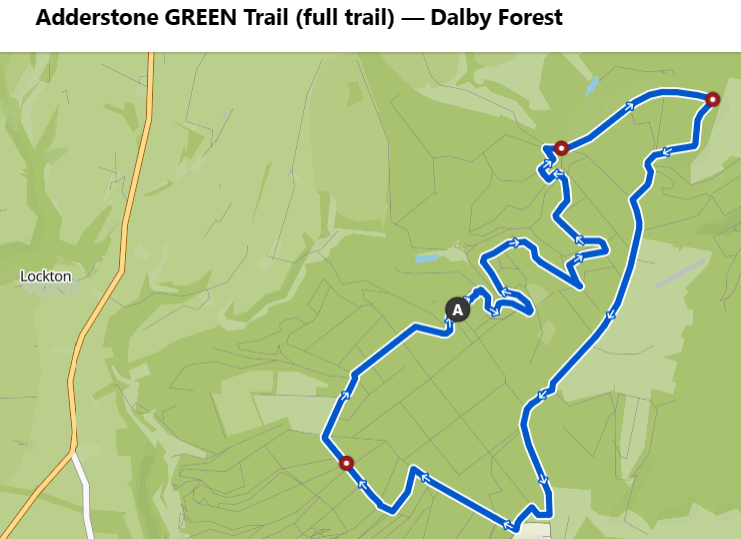 Adderstone GREEN Trail (full trail) — Dalby Forest
A
Lockton